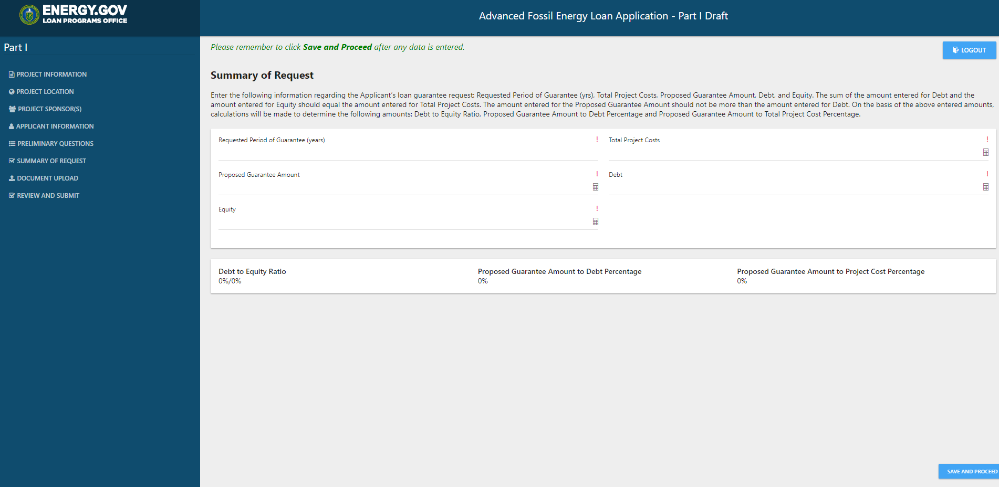 ENERGY.GOV
LOAN PROGRAMS OFFICE
Advanced Fossil Energy Loan Application - Part I Draft
Part I
PROJECT INFORMATION
PROJECT LOCATION
PROJECT SPONSOR(S)
APPLICANT INFORMATION
PRELIMINARY QUESTIONS
SUMMARY OF REQUEST
DOCUMENT UPLOAD
REVIEW AND SUBMIT
Please remember to click Save and Proceed after any data is entered.
LOGOUT
Summary of Request
Enter the following information regarding the Applicant's loan guarantee request: Requested Period of Guarantee (yrs), Total Project Costs, Proposed Guarantee Amount, Debt, and Equity. The sum of the amount entered for Debt and the
amount entered for Equity should equal the amount entered for Total Project Costs. The amount entered for the Proposed Guarantee Amount should not be more than the amount entered for Debt. On the basis of the above entered amounts,
calculations will be made to determine the following amounts: Debt to Equity Ratio, Proposed Guarantee Amount to Debt Percentage and Proposed Guarantee Amount to Total Project Cost Percentage.
Requested Period of Guarantee (years) !
Total Project Costs !
Proposed Guarantee Amount !
Debt !
Equity !
Debt to Equity Ratio
0%/0%
Proposed Guarantee Amount to Debt Percentage
0%
Proposed Guarantee Amount to Project Cost Percentage
0%
SAVE AND PROCEED